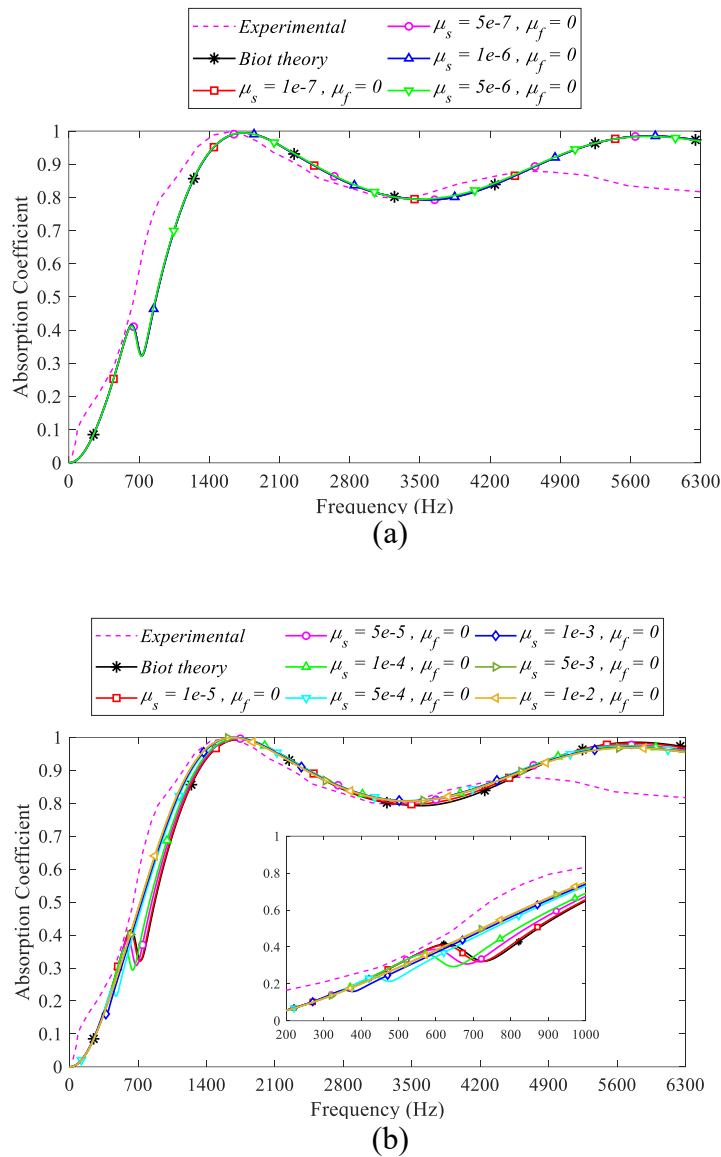 Experimental
Biot theory
μs = 1e-7 , μf = 0
μs = 5e-7 , μf = 0
μs = 1e-6 , μf = 0
μs = 5e-6 , μf = 0
Absorption Coefficient
1
0.9
0.8
0.7
0.6
0.5
0.4
0.3
0.2
0.1
0
0 700 1400 2100 2800 3500 4200 4900 5600 6300
Frequency (Hz)
(a)
Experimental
Biot theory
μs = 1e-5 , μf = 0
μs = 5e-5 , μf = 0
μs = 1e-4 , μf = 0
μs = 5e-4 , μf = 0
μs = 1e-3 , μf = 0
μs = 5e-3 , μf = 0
μs = 1e-2 , μf = 0
Absorption Coefficient
1
0.9
0.8
0.7
0.6
0.5
0.4
0.3
0.2
0.1
0
1
0.8
0.6
0.4
0.2
0
200 300 400 500 600 700 800 900 1000
0 700 1400 2100 2800 3500 4200 4900 5600 6300
Frequency (Hz)
(b)